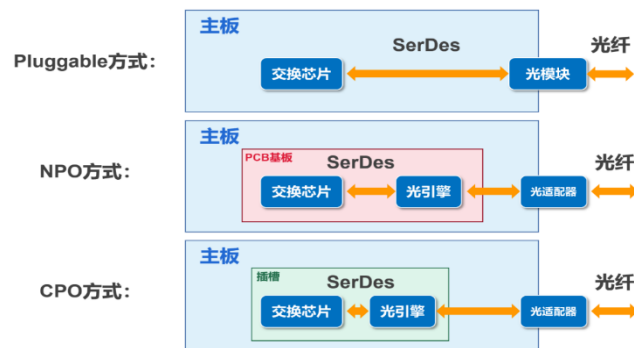 主板
SerDes
光纤
Pluggable方式：
交换芯片
光模块
主板
PCB基板
SerDes
光纤
NPO方式：
交换芯片
光引擎
光适配器
主板
插槽
SerDes
光纤
CPO方式：
交换芯片
光引擎
光适配器